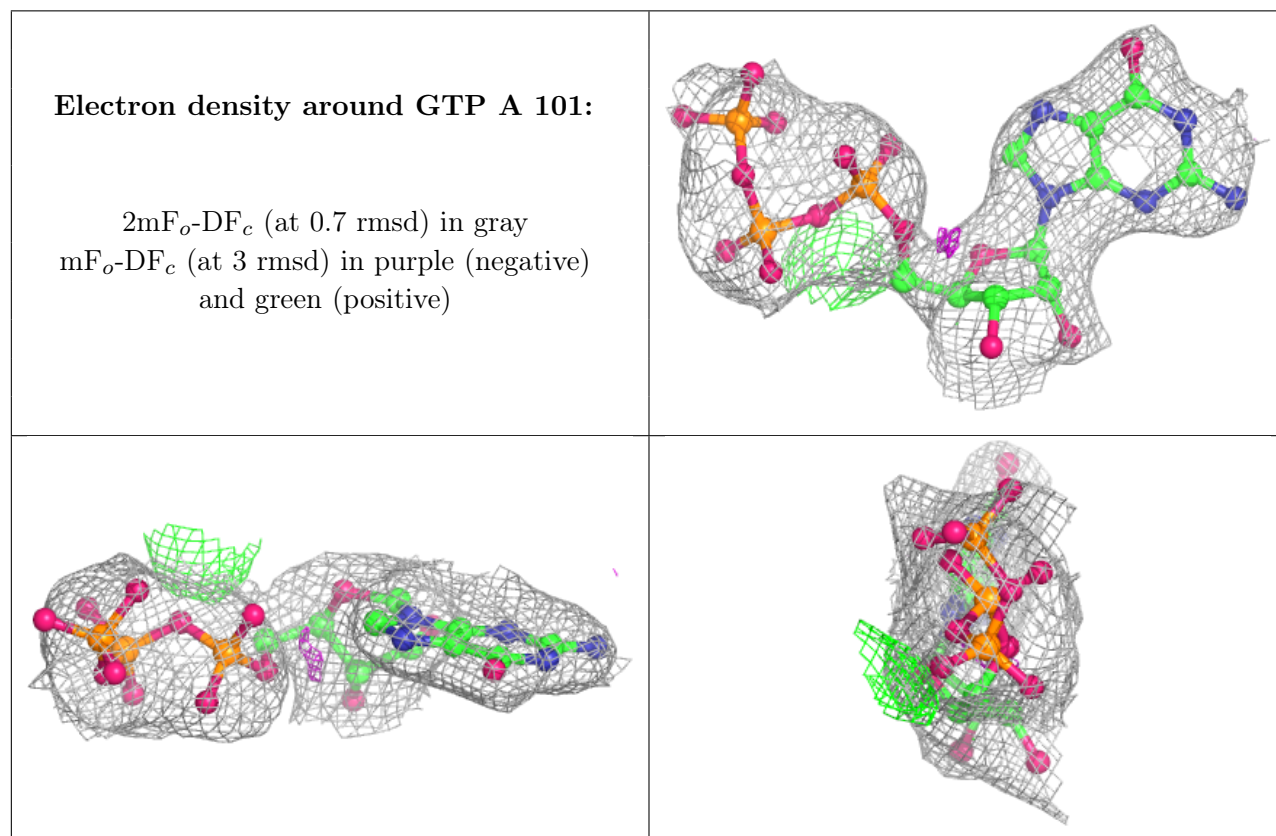 Electron density around GTP A 101:
2mFo-DFc (at 0.7 rmsd) in gray
mFo-DFc (at 3 rmsd) in purple (negative)
and green (positive)